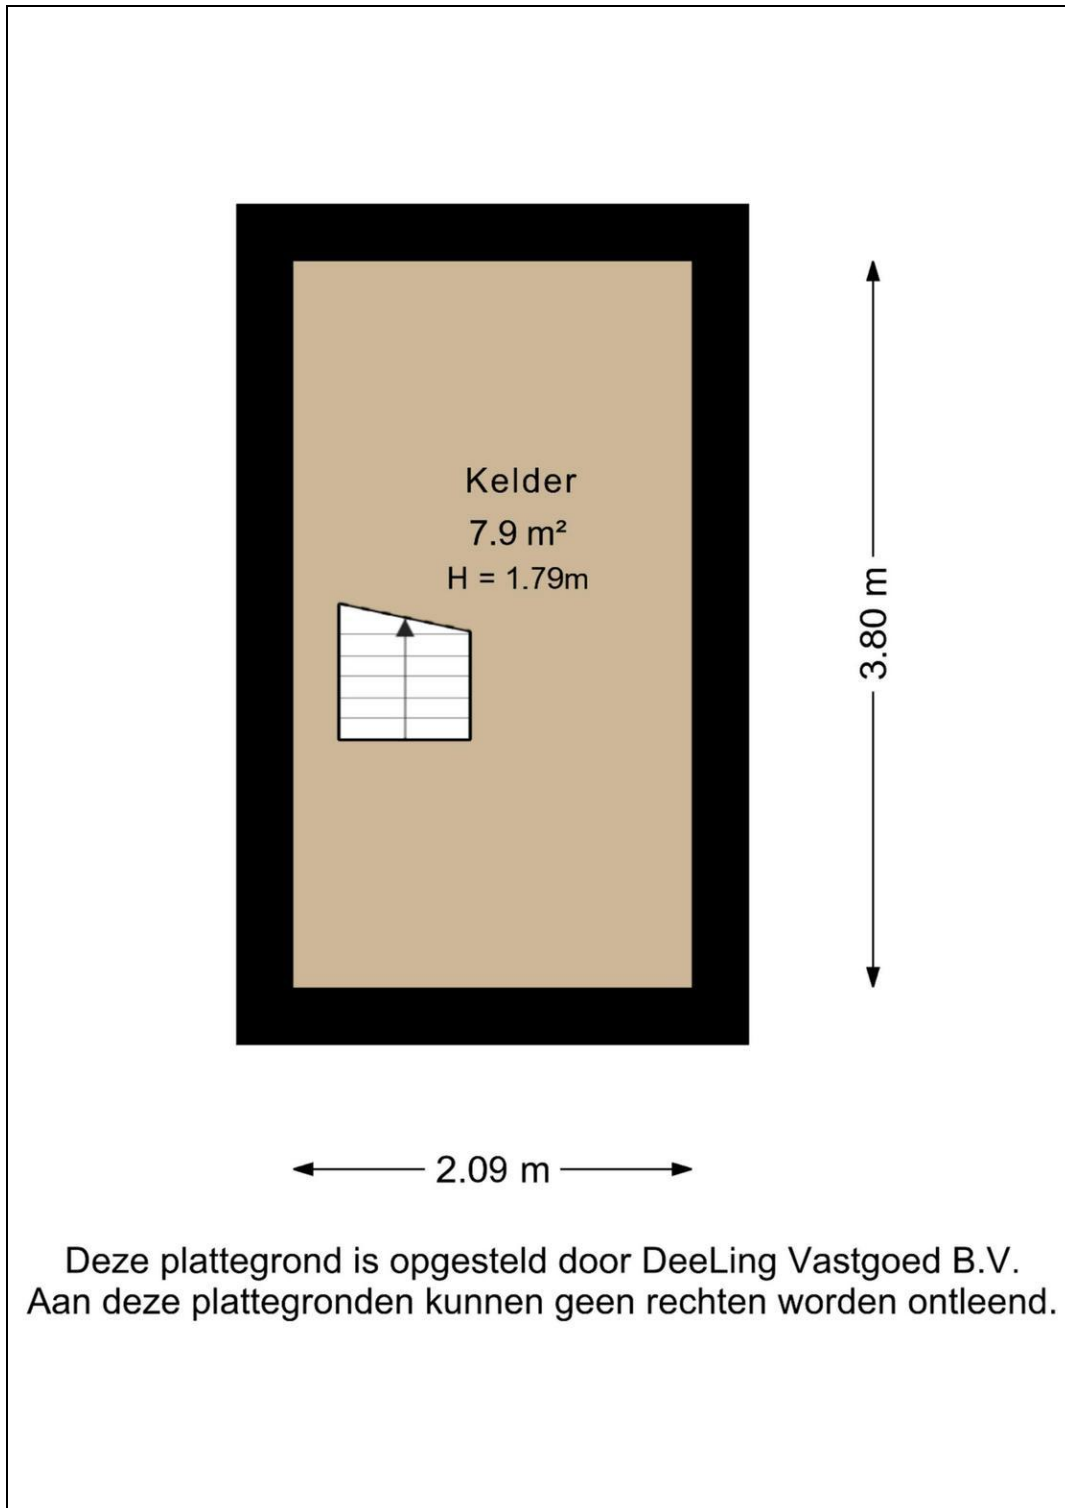 Kelder
7.9 m²
H = 1.79m
3.80 m
2.09 m
Deze plattegrond is opgesteld door DeeLing Vastgoed B.V.
Aan deze plattegronden kunnen geen rechten worden ontleend.